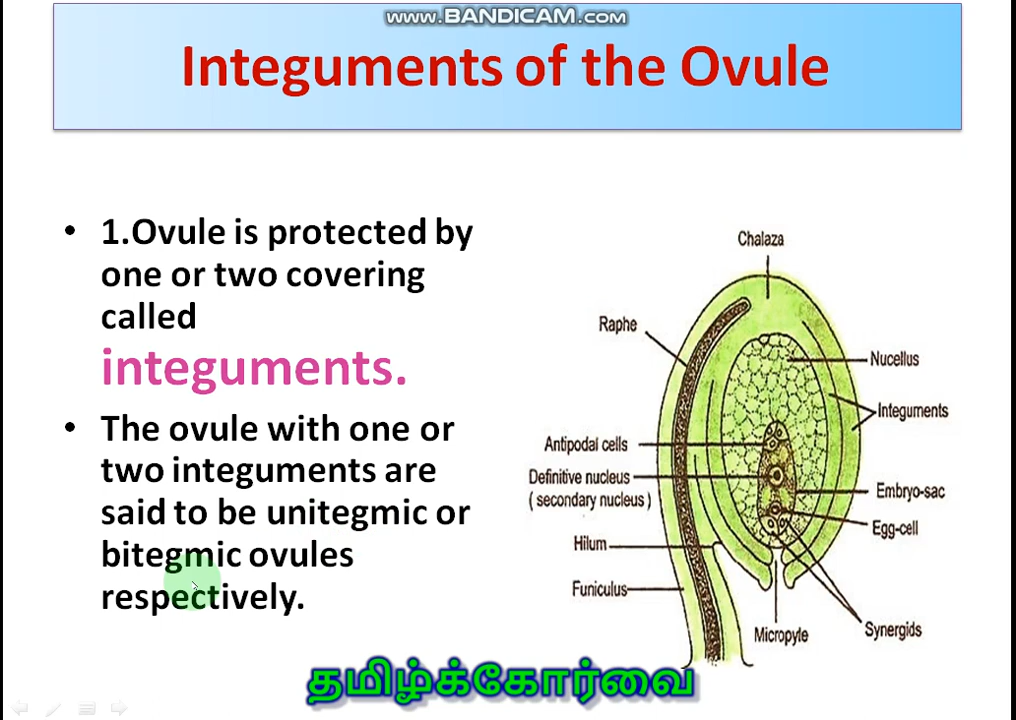 www.BANDICAM.com
Integuments of the Ovule
• 1.Ovule is protected by
one or two covering
called
integuments.
• The ovule with one or
two integuments are
said to be unitegmic or
bitegmic ovules
respectively.
Chalaza
Raphe
Nucellus
Integuments
Antipodal cells
Definitive nucleus
( secondary nucleus )
Embryo-sac
Egg-cell
Hilum
Funiculus
Micropyle
Synergids
தமிழ்க்கோர்வை